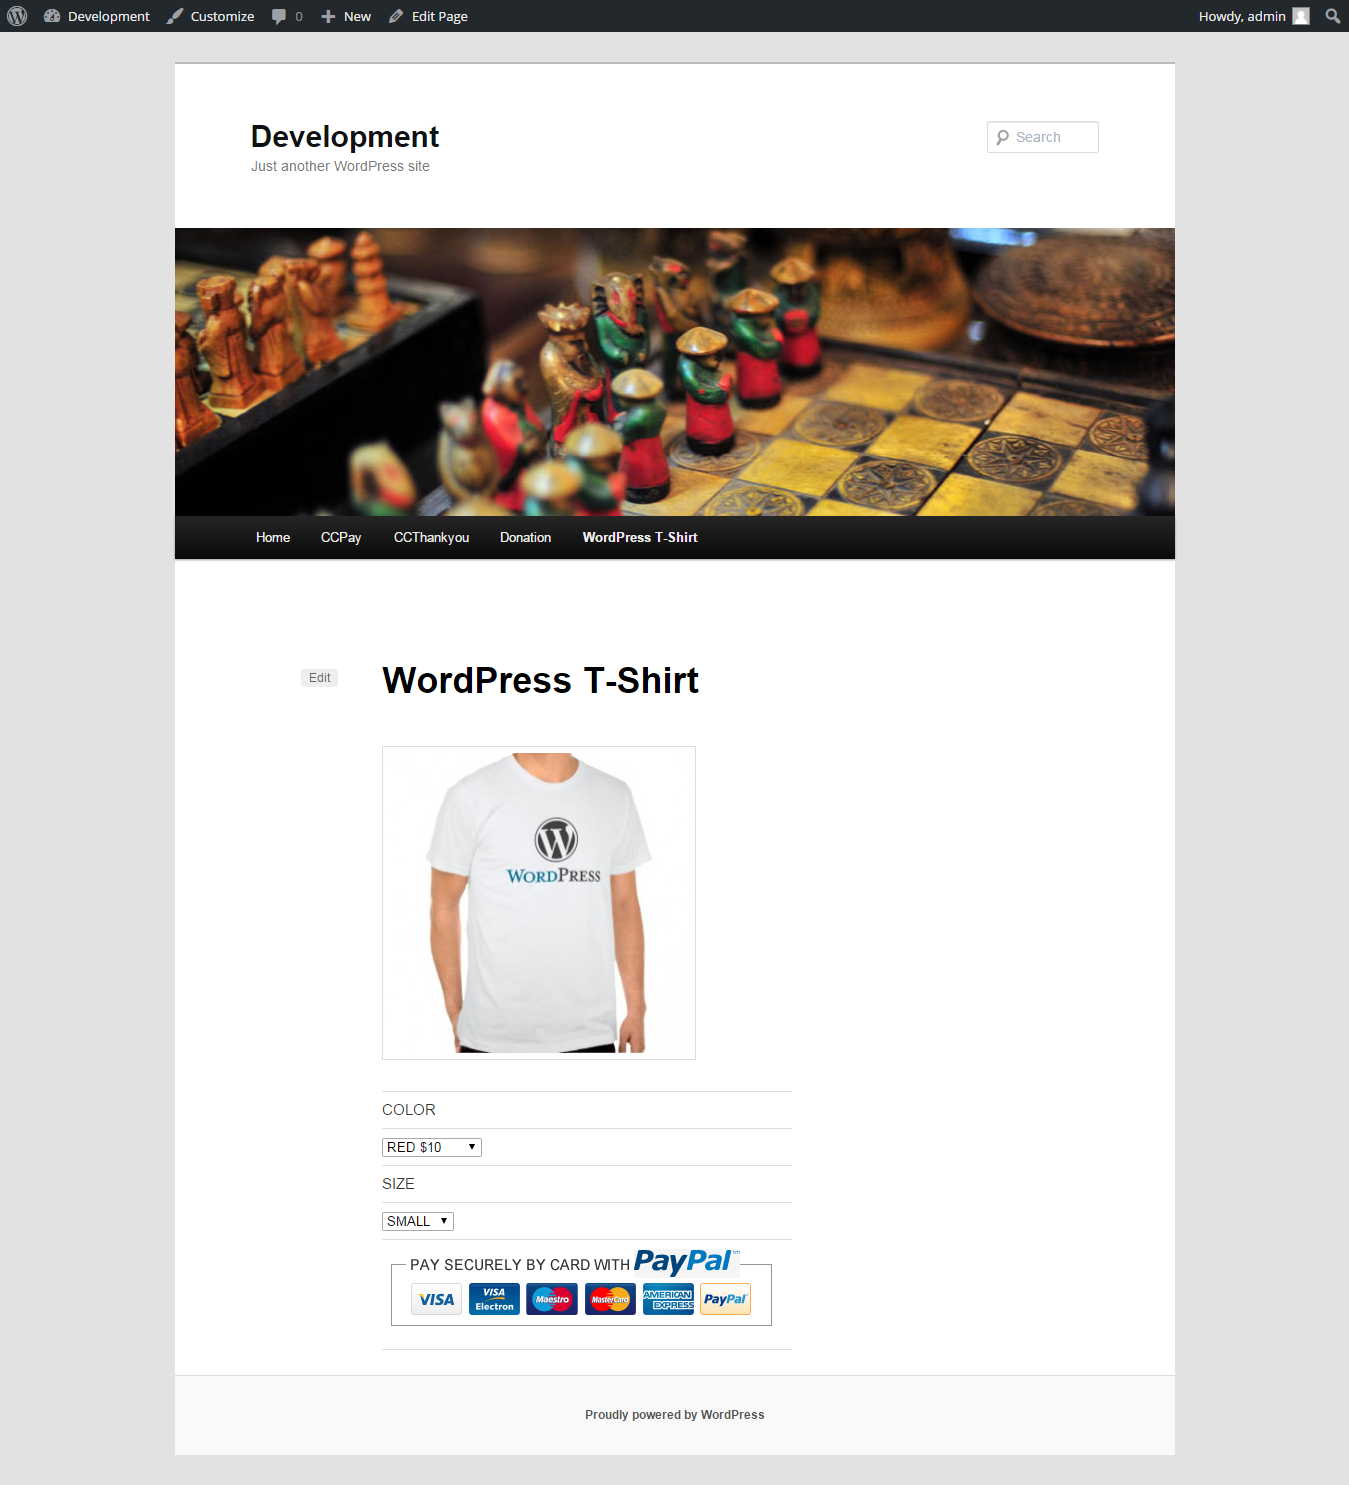 Development Customize 0 New Edit Page Howdy, admin
Development
Just another WordPress site
Search
Home CCPay CCThankyou Donation WordPress T-Shirt
Edit
WordPress T-Shirt
W
WORDPRESS
COLOR
RED $10
SIZE
SMALL
PAY SECURELY BY CARD WITH PayPal™
VISA VISA Electron Maestro MasterCard AMERICAN EXPRESS PayPal
Proudly powered by WordPress